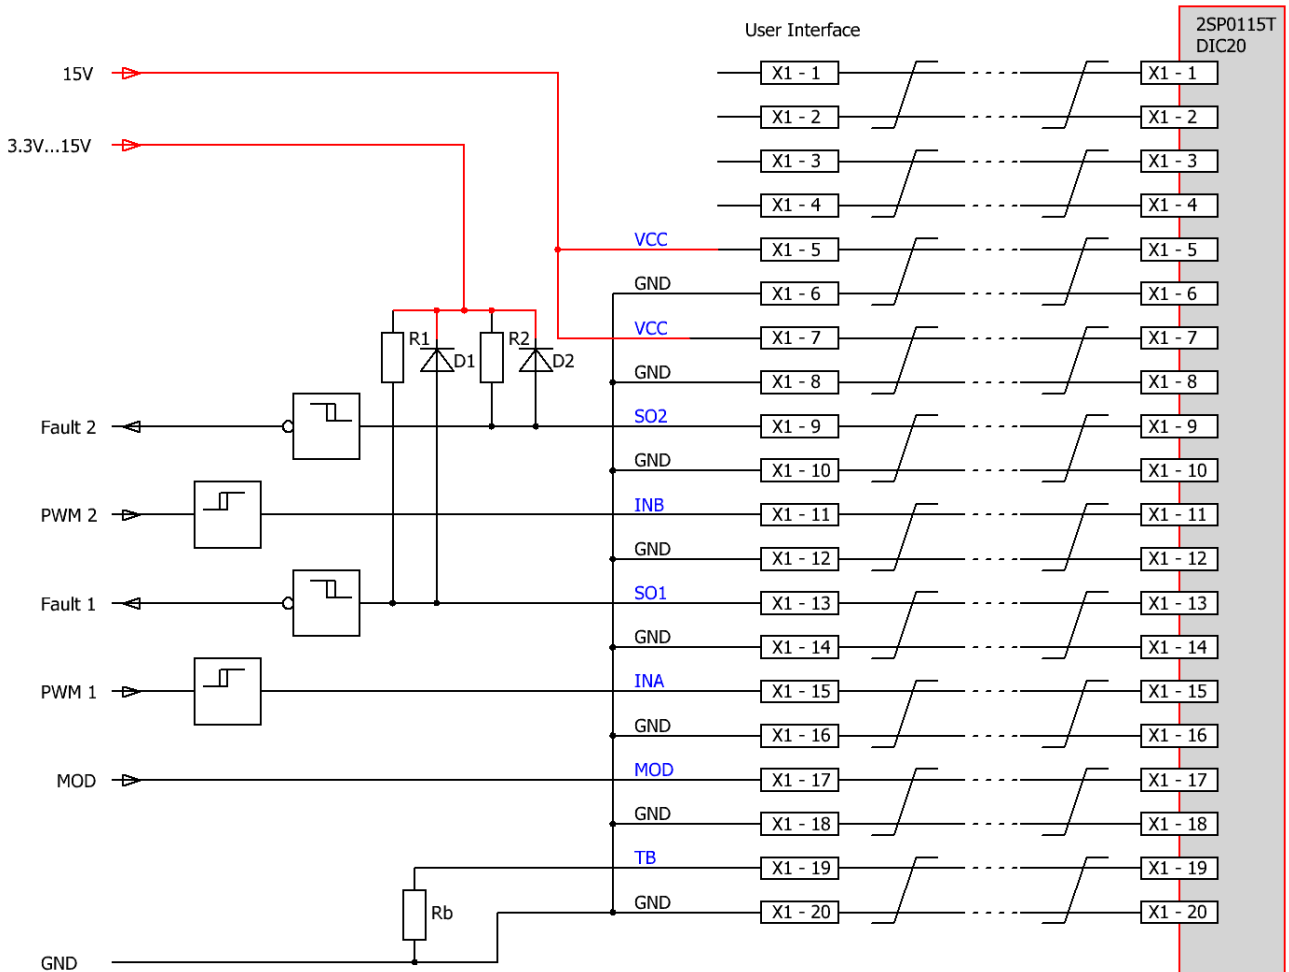 User Interface
2SP0115T
DIC20
15V
X1 - 1
X1 - 1
X1 - 2
X1 - 2
3.3V...15V
X1 - 3
X1 - 3
X1 - 4
X1 - 4
VCC
X1 - 5
X1 - 5
GND
X1 - 6
X1 - 6
R1
R2
VCC
X1 - 7
X1 - 7
D1
D2
GND
X1 - 8
X1 - 8
Fault 2
SO2
X1 - 9
X1 - 9
GND
X1 - 10
X1 - 10
PWM 2
INB
X1 - 11
X1 - 11
GND
X1 - 12
X1 - 12
Fault 1
SO1
X1 - 13
X1 - 13
GND
X1 - 14
X1 - 14
PWM 1
INA
X1 - 15
X1 - 15
GND
X1 - 16
X1 - 16
MOD
MOD
X1 - 17
X1 - 17
GND
X1 - 18
X1 - 18
TB
X1 - 19
X1 - 19
Rb
GND
X1 - 20
X1 - 20
GND